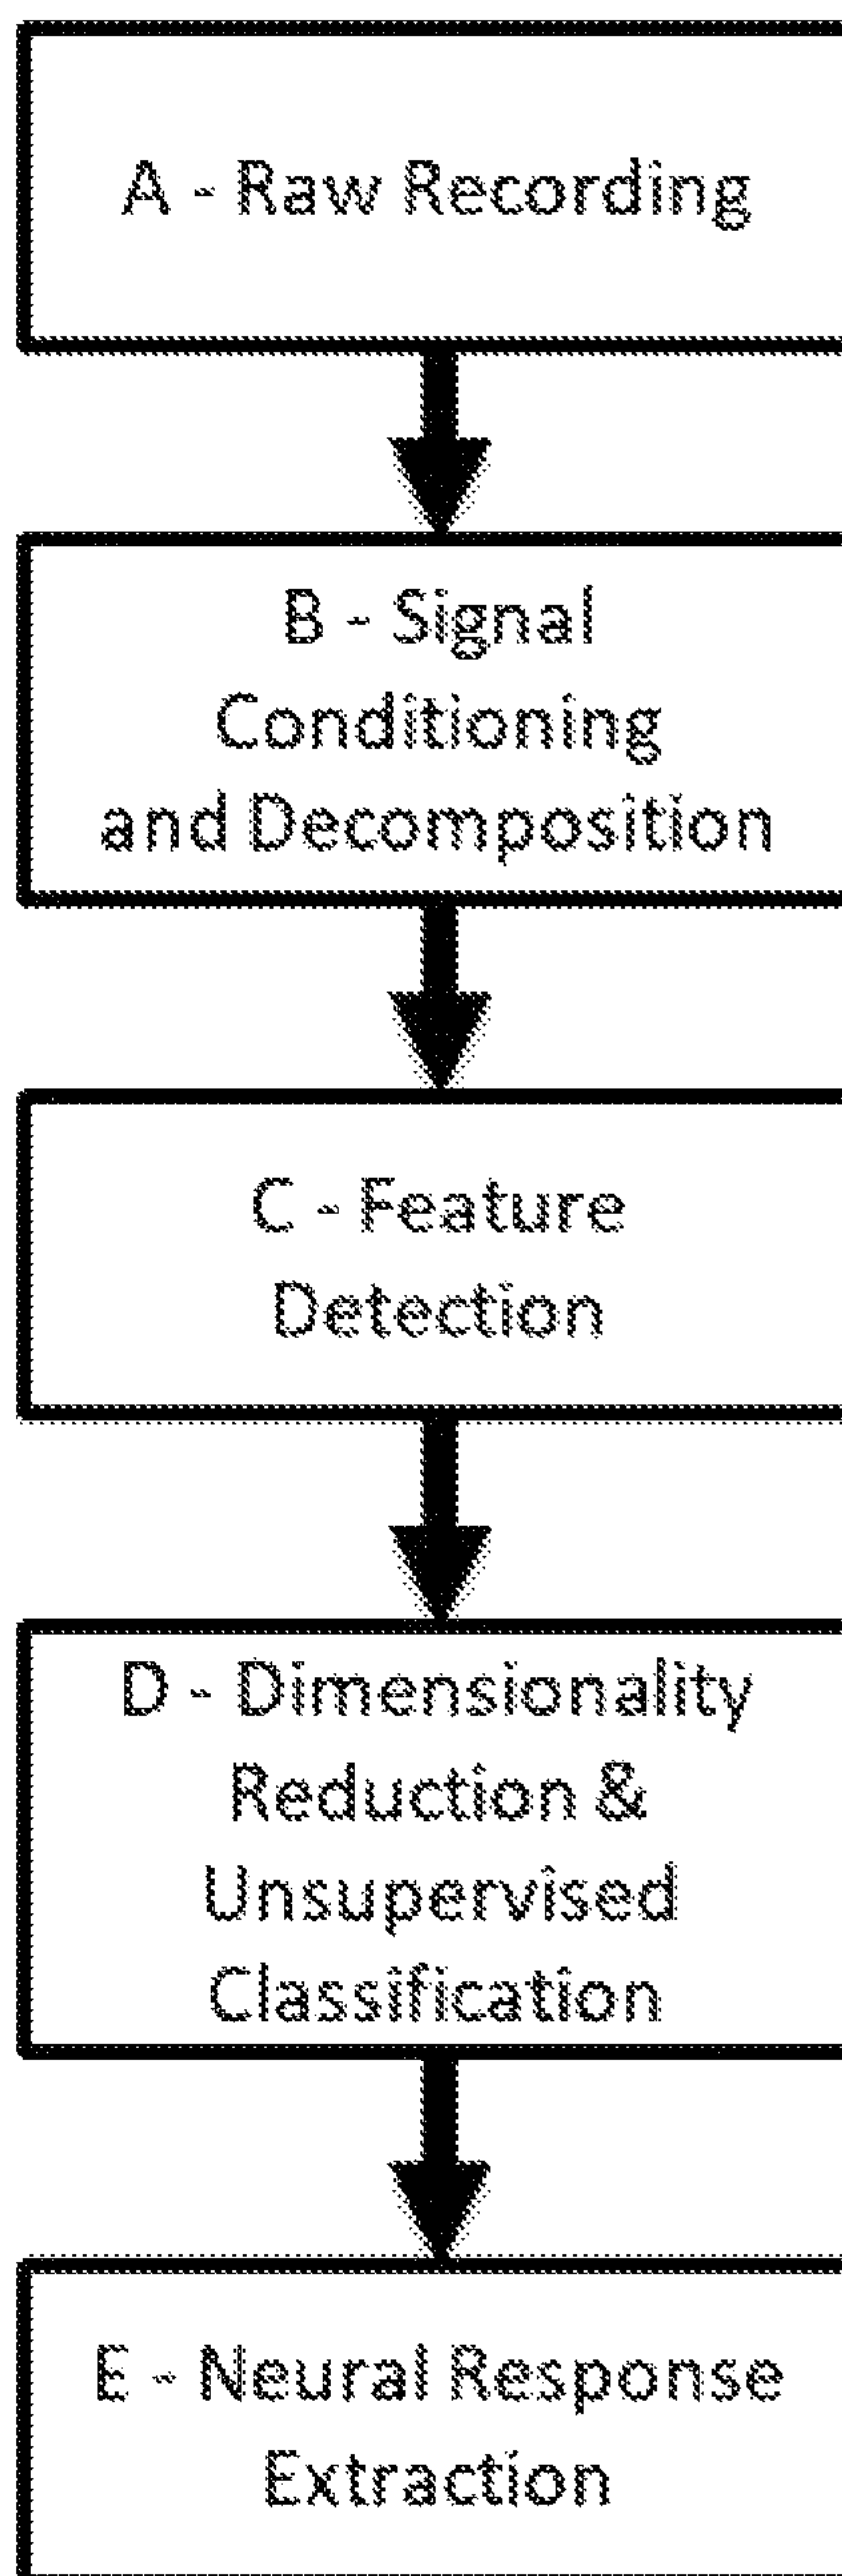 A - Raw Recording
B - Signal
Conditioning
and Decomposition
C - Feature
Detection
D - Dimensionality
Reduction &
Unsupervised
Classification
E - Neural Response
Extraction